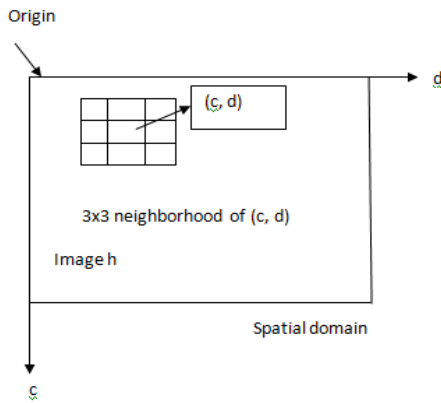 Origin
d
(c, d)
3x3 neighborhood of (c, d)
Image h
Spatial domain
c